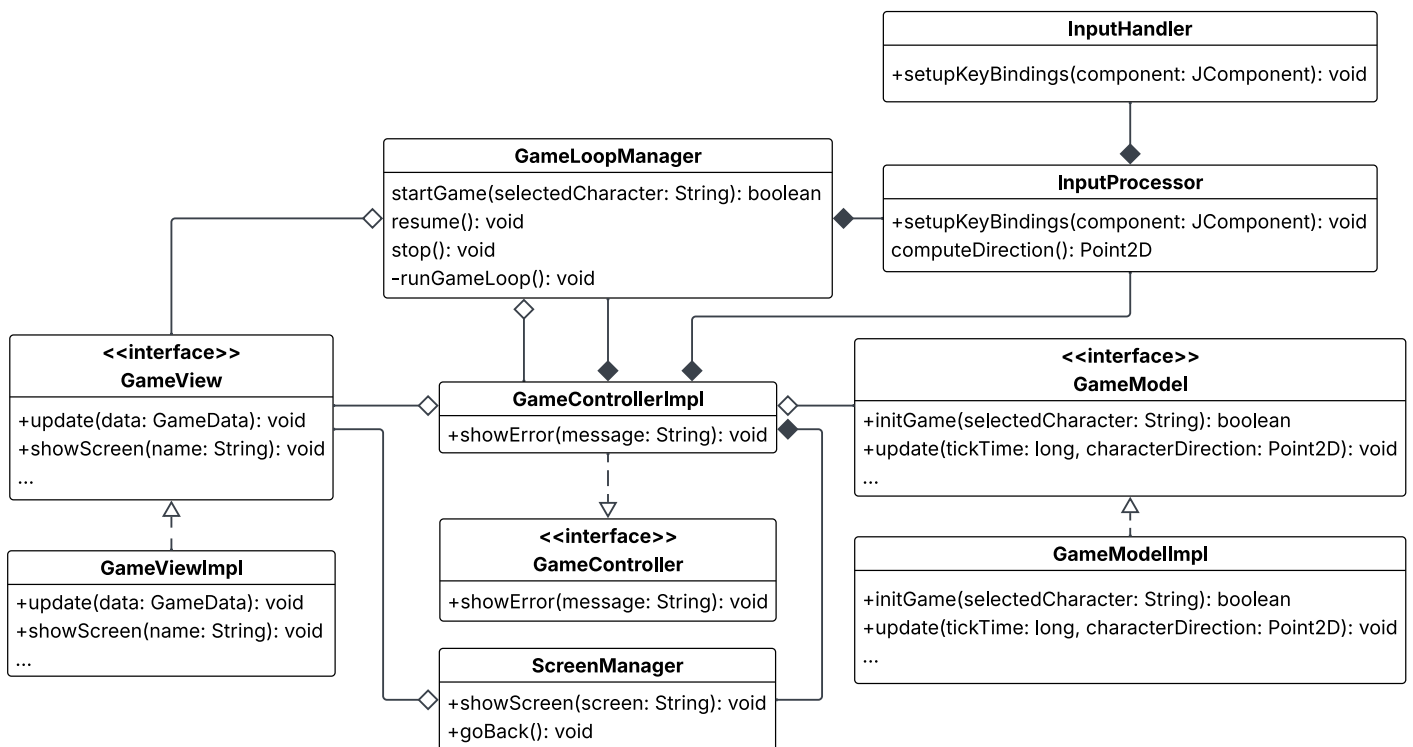 InputHandler
+setupKeyBindings(component: JComponent): void
GameLoopManager
startGame(selectedCharacter: String): boolean
resume(): void
stop(): void
-runGameLoop(): void
InputProcessor
+setupKeyBindings(component: JComponent): void
computeDirection(): Point2D
<<interface>>
GameView
+update(data: GameData): void
+showScreen(name: String): void
...
GameControllerImpl
+showError(message: String): void
<<interface>>
GameModel
+initGame(selectedCharacter: String): boolean
+update(tickTime: long, characterDirection: Point2D): void
...
<<interface>>
GameController
+showError(message: String): void
GameViewImpl
+update(data: GameData): void
+showScreen(name: String): void
...
GameModelImpl
+initGame(selectedCharacter: String): boolean
+update(tickTime: long, characterDirection: Point2D): void
...
ScreenManager
+showScreen(screen: String): void
+goBack(): void